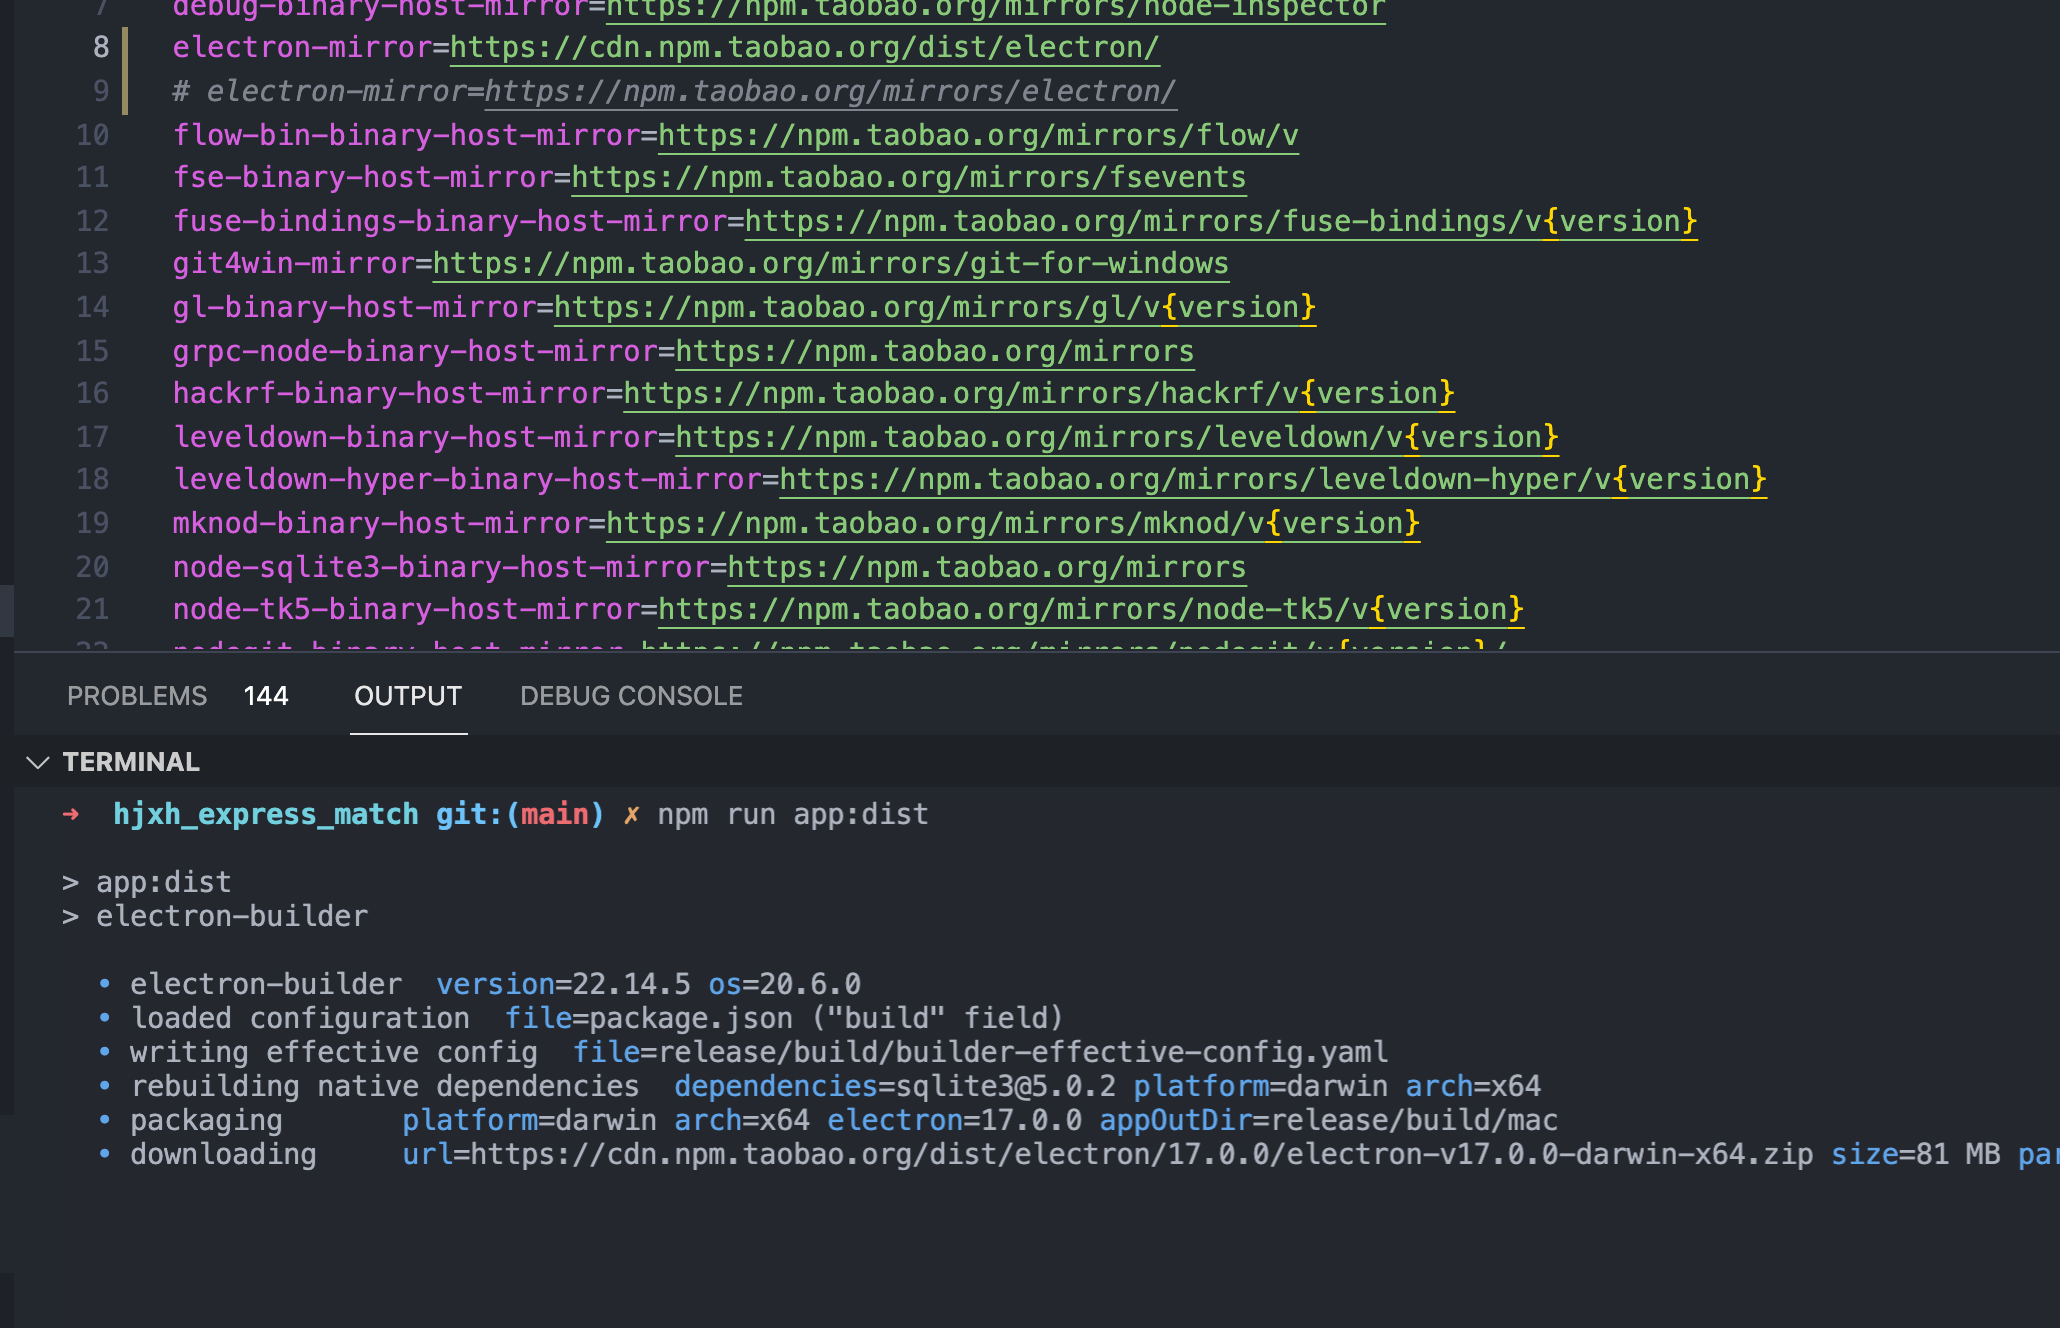 7 debug-binary-host-mirror=https://npm.taobao.org/mirrors/node-inspector
8 electron-mirror=https://cdn.npm.taobao.org/dist/electron/
9 # electron-mirror=https://npm.taobao.org/mirrors/electron/
10 flow-bin-binary-host-mirror=https://npm.taobao.org/mirrors/flow/v
11 fse-binary-host-mirror=https://npm.taobao.org/mirrors/fsevents
12 fuse-bindings-binary-host-mirror=https://npm.taobao.org/mirrors/fuse-bindings/v{version}
13 git4win-mirror=https://npm.taobao.org/mirrors/git-for-windows
14 gl-binary-host-mirror=https://npm.taobao.org/mirrors/gl/v{version}
15 grpc-node-binary-host-mirror=https://npm.taobao.org/mirrors
16 hackrf-binary-host-mirror=https://npm.taobao.org/mirrors/hackrf/v{version}
17 leveldown-binary-host-mirror=https://npm.taobao.org/mirrors/leveldown/v{version}
18 leveldown-hyper-binary-host-mirror=https://npm.taobao.org/mirrors/leveldown-hyper/v{version}
19 mknod-binary-host-mirror=https://npm.taobao.org/mirrors/mknod/v{version}
20 node-sqlite3-binary-host-mirror=https://npm.taobao.org/mirrors
21 node-tk5-binary-host-mirror=https://npm.taobao.org/mirrors/node-tk5/v{version}
22 nodegit-binary-host-mirror=https://npm.taobao.org/mirrors/nodegit/v{version}/
PROBLEMS 144 OUTPUT DEBUG CONSOLE
TERMINAL
➜ hjxh_express_match git:(main) ✗ npm run app:dist
> app:dist
> electron-builder
• electron-builder version=22.14.5 os=20.6.0
• loaded configuration file=package.json ("build" field)
• writing effective config file=release/build/builder-effective-config.yaml
• rebuilding native dependencies dependencies=sqlite3@5.0.2 platform=darwin arch=x64
• packaging platform=darwin arch=x64 electron=17.0.0 appOutDir=release/build/mac
• downloading url=https://cdn.npm.taobao.org/dist/electron/17.0.0/electron-v17.0.0-darwin-x64.zip size=81 MB par